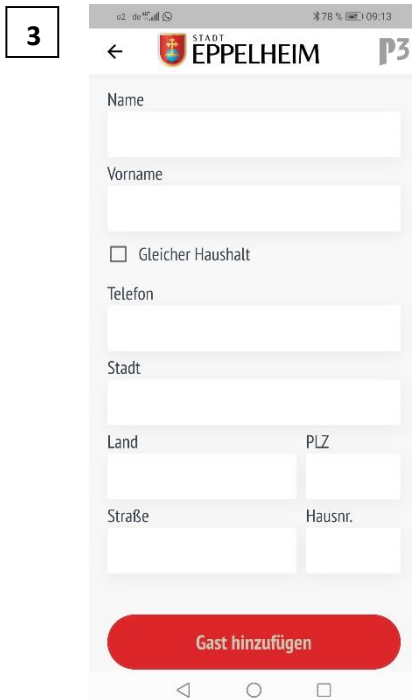 3
o2 - de 78 % 09:13
STADT
EPPELHEIM P3
Name
Vorname
Gleicher Haushalt
Telefon
Stadt
Land PLZ
Straße Hausnr.
Gast hinzufügen